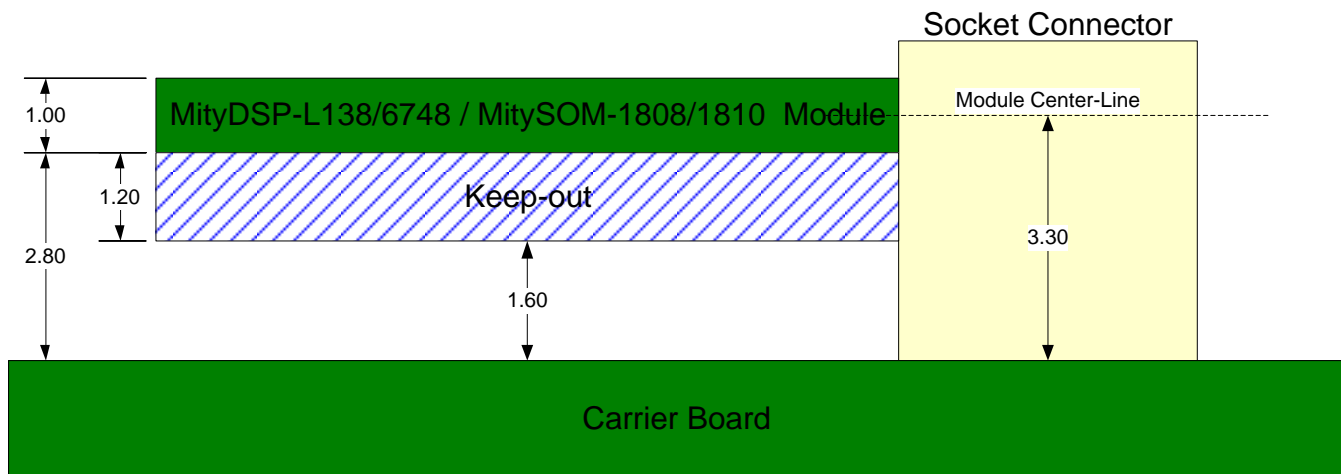 Socket Connector
MityDSP-L138/6748 / MitySOM-1808/1810 Module
Module Center-Line
1.00
1.20
Keep-out
2.80
3.30
1.60
Carrier Board